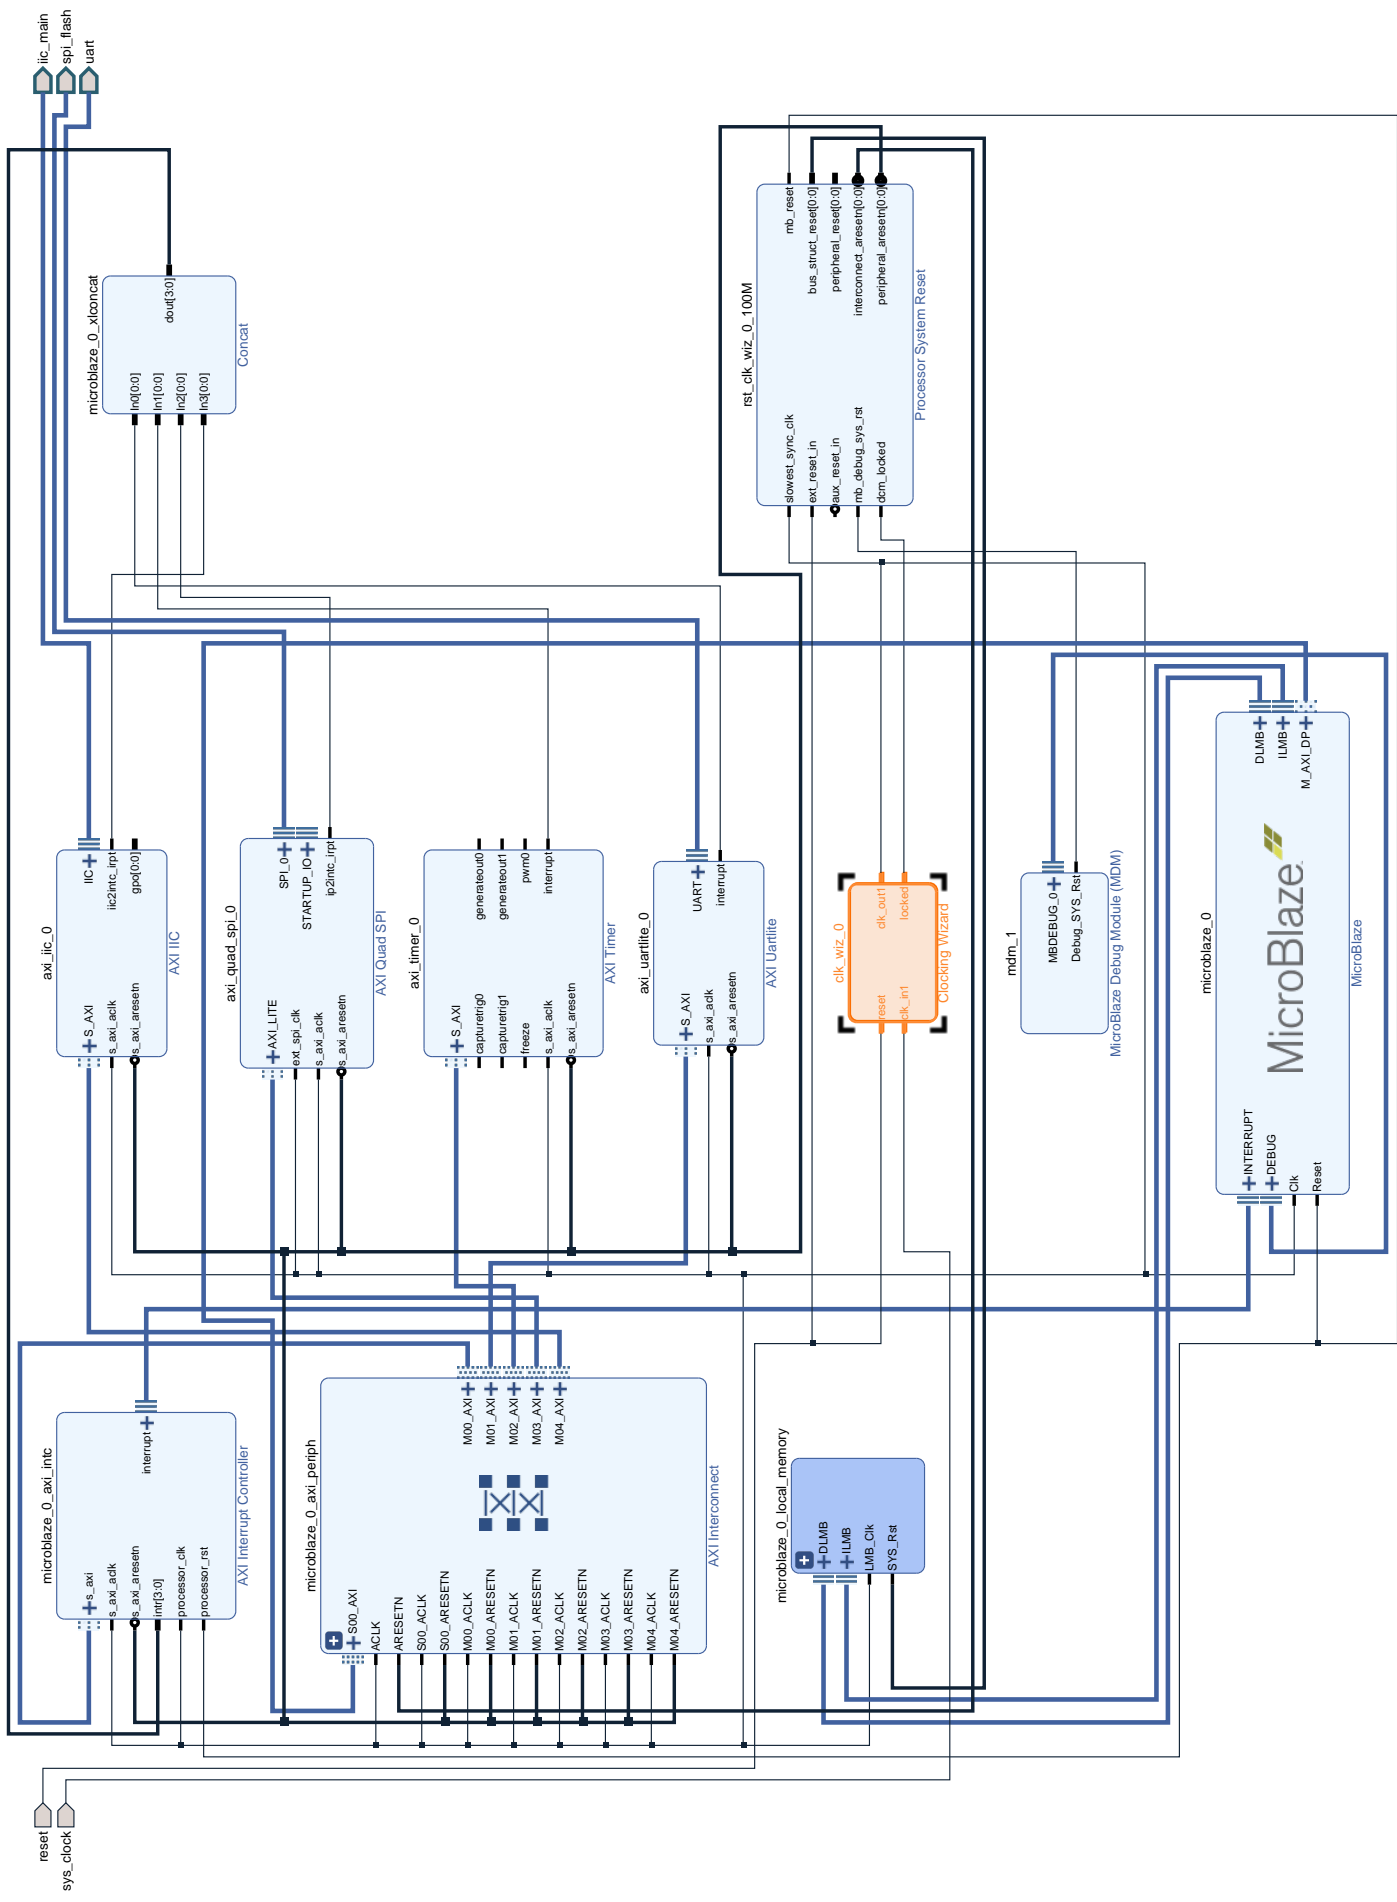 reset
sys_clock
microblaze_0_axi_intc
s_axi
s_axi_aclk
s_axi_aresetn
intr[3:0]
processor_clk
processor_rst
interrupt
AXI Interrupt Controller
microblaze_0_axi_periph
S00_AXI
ACLK
ARESETN
S00_ACLK
S00_ARESETN
M00_ACLK
M00_ARESETN
M01_ACLK
M01_ARESETN
M02_ACLK
M02_ARESETN
M03_ACLK
M03_ARESETN
M04_ACLK
M04_ARESETN
M00_AXI
M01_AXI
M02_AXI
M03_AXI
M04_AXI
AXI Interconnect
microblaze_0_local_memory
DLMB
ILMB
LMB_Clk
SYS_Rst
axi_iic_0
S_AXI
s_axi_aclk
s_axi_aresetn
IIC
iic2intc_irpt
gpo[0:0]
AXI IIC
axi_quad_spi_0
AXI_LITE
ext_spi_clk
s_axi_aclk
s_axi_aresetn
SPI_0
STARTUP_IO
ip2intc_irpt
AXI Quad SPI
axi_timer_0
S_AXI
capturetrig0
capturetrig1
freeze
s_axi_aclk
s_axi_aresetn
generateout0
generateout1
pwm0
interrupt
AXI Timer
axi_uartlite_0
S_AXI
s_axi_aclk
s_axi_aresetn
UART
interrupt
AXI Uartlite
clk_wiz_0
reset
clk_in1
clk_out1
locked
Clocking Wizard
mdm_1
MBDEBUG_0
Debug_SYS_Rst
MicroBlaze Debug Module (MDM)
microblaze_0
INTERRUPT
DEBUG
Clk
Reset
MicroBlaze
DLMB
ILMB
M_AXI_DP
MicroBlaze
microblaze_0_xlconcat
In0[0:0]
In1[0:0]
In2[0:0]
In3[0:0]
dout[3:0]
Concat
rst_clk_wiz_0_100M
slowest_sync_clk
ext_reset_in
aux_reset_in
mb_debug_sys_rst
dcm_locked
mb_reset
bus_struct_reset[0:0]
peripheral_reset[0:0]
interconnect_aresetn[0:0]
peripheral_aresetn[0:0]
Processor System Reset
iic_main
spi_flash
uart